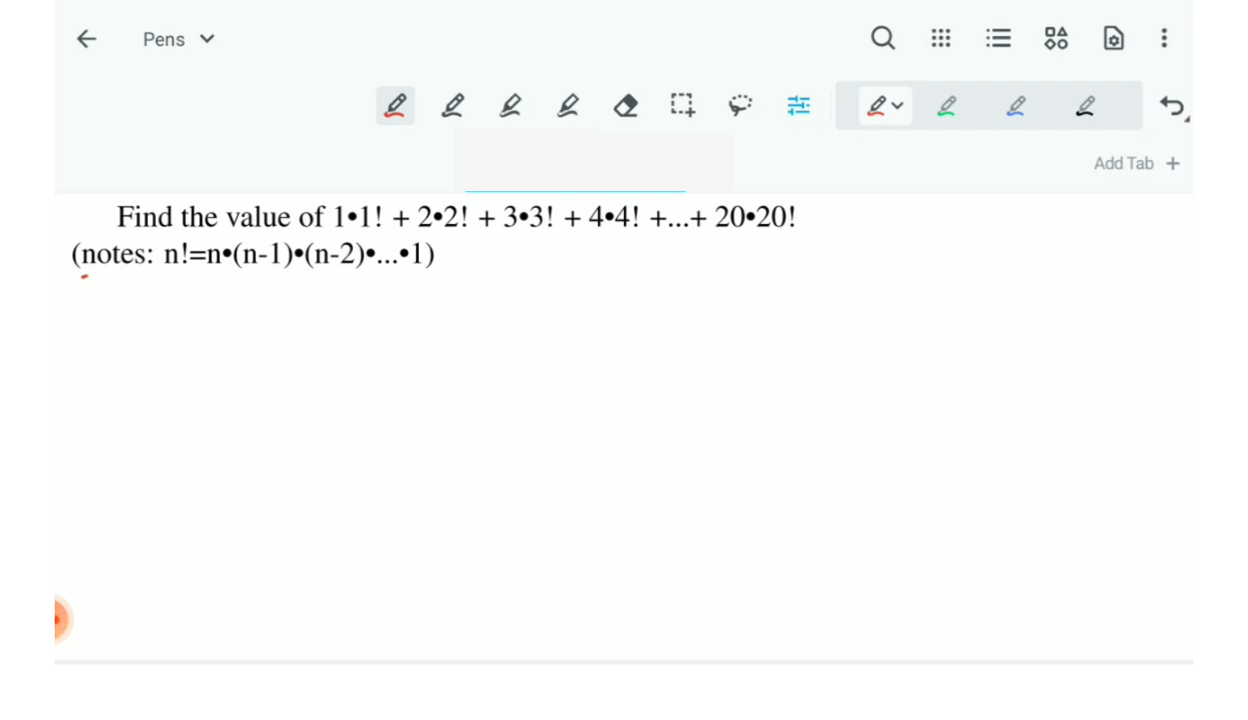 Pens
Add Tab +
Find the value of 1•1! + 2•2! + 3•3! + 4•4! +...+ 20•20!
(notes: n!=n•(n-1)•(n-2)•...•1)